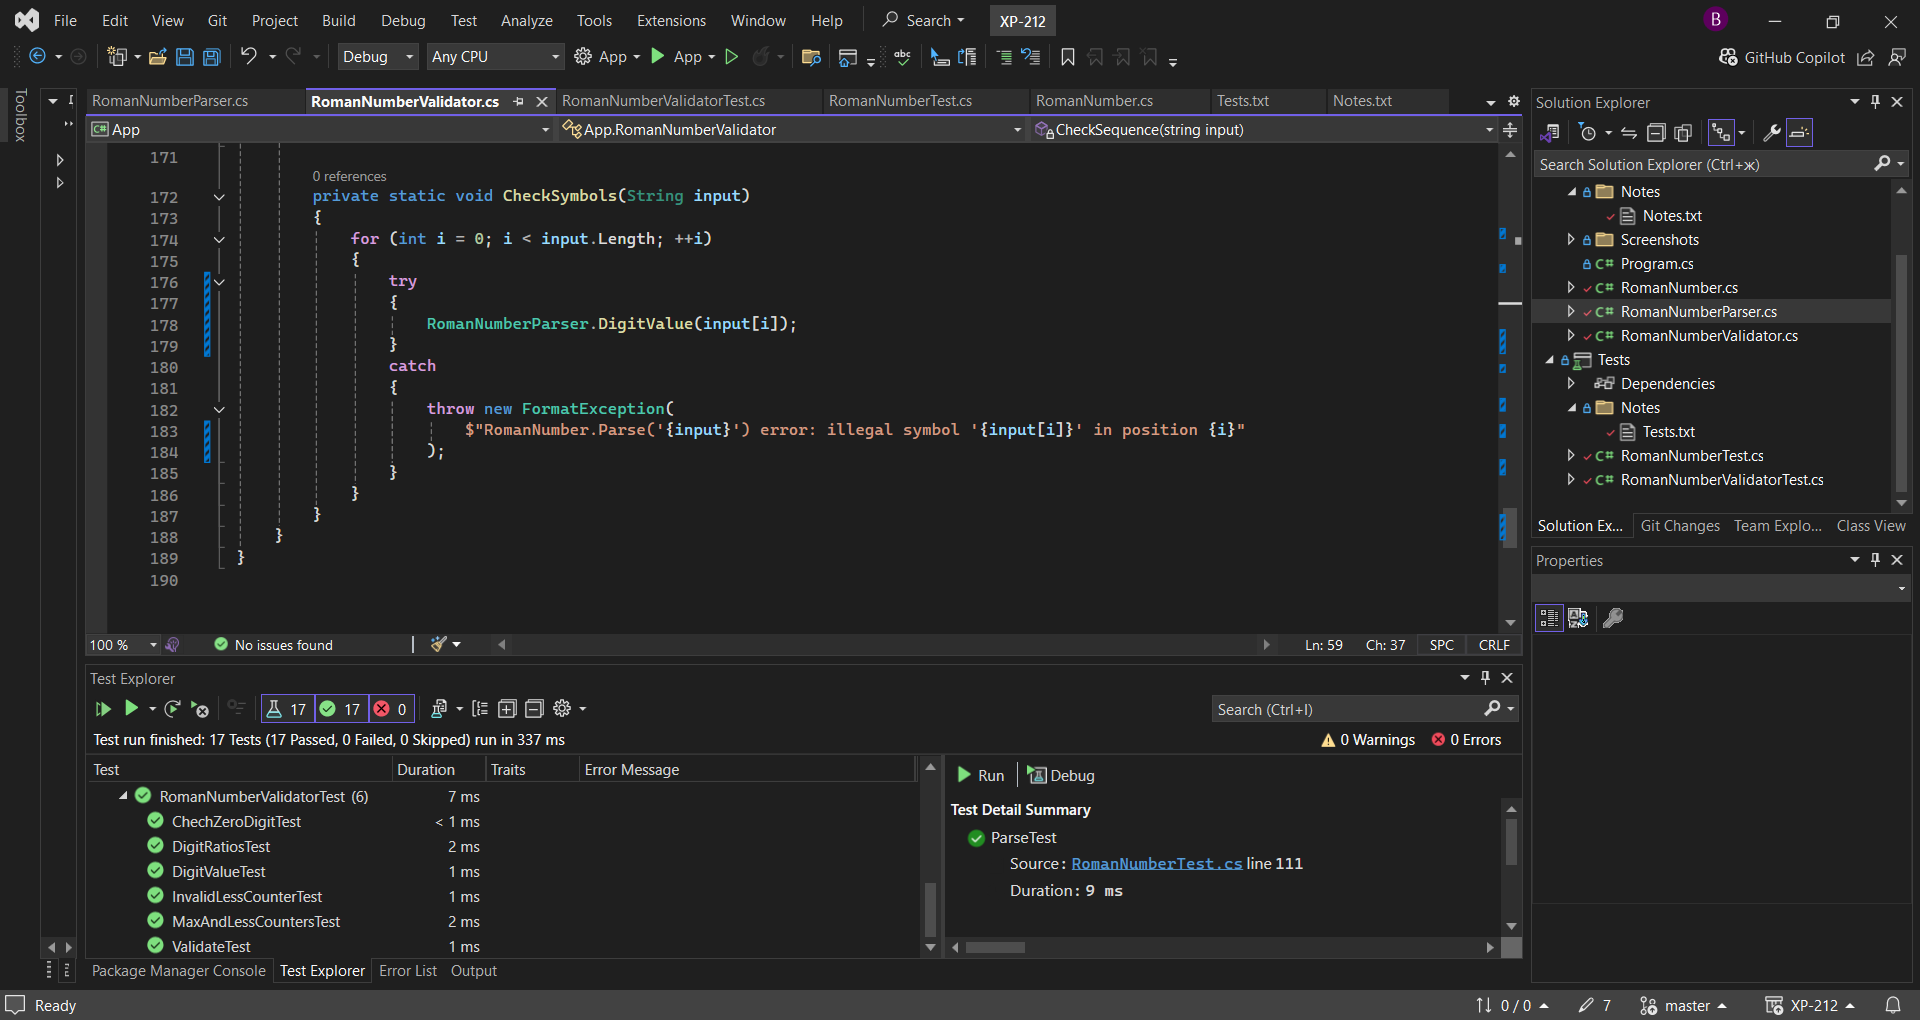 File Edit View Git Project Build Debug Test Analyze Tools Extensions Window Help Search XP-212 B
Debug Any CPU App App GitHub Copilot
Toolbox
RomanNumberParser.cs RomanNumberValidator.cs RomanNumberValidatorTest.cs RomanNumberTest.cs RomanNumber.cs Tests.txt Notes.txt
App App.RomanNumberValidator CheckSequence(string input)
171
0 references
172 private static void CheckSymbols(String input)
173 {
174 for (int i = 0; i < input.Length; ++i)
175 {
176 try
177 {
178 RomanNumberParser.DigitValue(input[i]);
179 }
180 catch
181 {
182 throw new FormatException(
183 $"RomanNumber.Parse('{input}') error: illegal symbol '{input[i]}' in position {i}"
184 );
185 }
186 }
187 }
188 }
189 }
190
100 % No issues found Ln: 59 Ch: 37 SPC CRLF
Test Explorer
17 17 0 Search (Ctrl+I)
Test run finished: 17 Tests (17 Passed, 0 Failed, 0 Skipped) run in 337 ms 0 Warnings 0 Errors
Test Duration Traits Error Message
RomanNumberValidatorTest (6) 7 ms
ChechZeroDigitTest < 1 ms
DigitRatiosTest 2 ms
DigitValueTest 1 ms
InvalidLessCounterTest 1 ms
MaxAndLessCountersTest 2 ms
ValidateTest 1 ms
Run Debug
Test Detail Summary
ParseTest
Source: RomanNumberTest.cs line 111
Duration: 9 ms
Package Manager Console Test Explorer Error List Output
Solution Explorer
Search Solution Explorer (Ctrl+ж)
Notes
Notes.txt
Screenshots
C# Program.cs
C# RomanNumber.cs
C# RomanNumberParser.cs
C# RomanNumberValidator.cs
Tests
Dependencies
Notes
Tests.txt
C# RomanNumberTest.cs
C# RomanNumberValidatorTest.cs
Solution Ex... Git Changes Team Explo... Class View
Properties
Ready 0 / 0 7 master XP-212